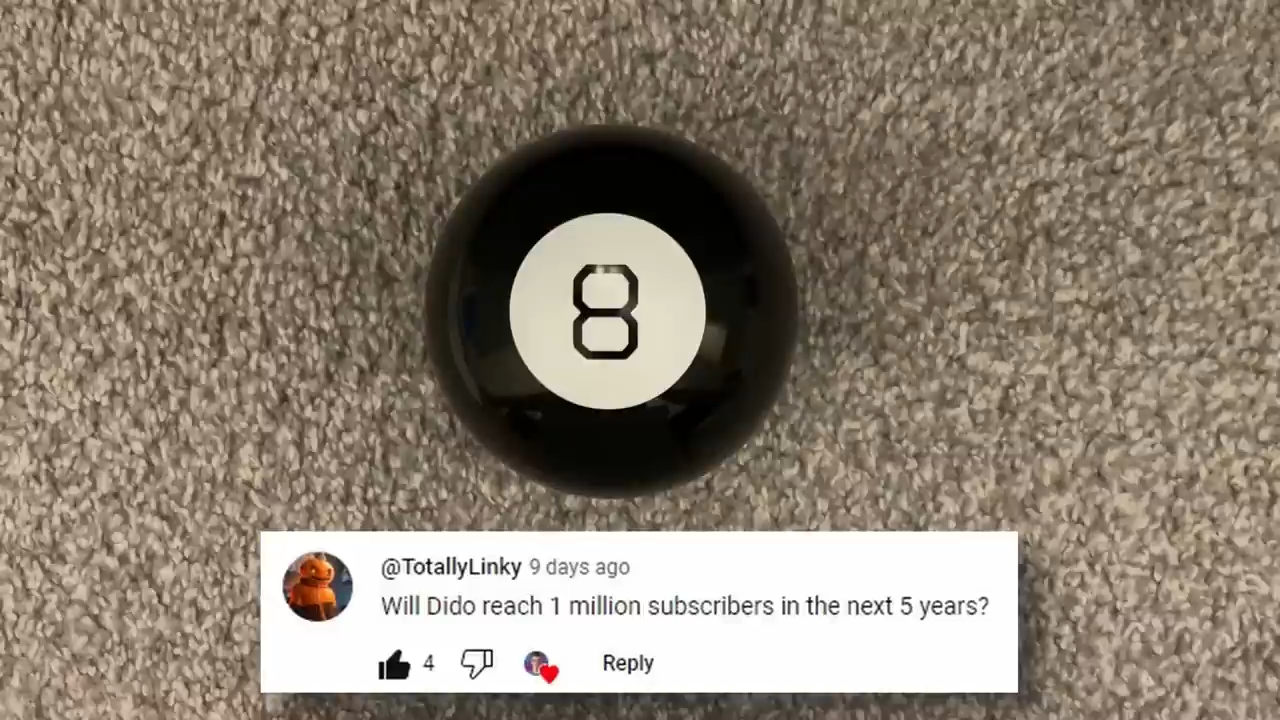 8
@TotallyLinky 9 days ago
Will Dido reach 1 million subscribers in the next 5 years?
4 Reply